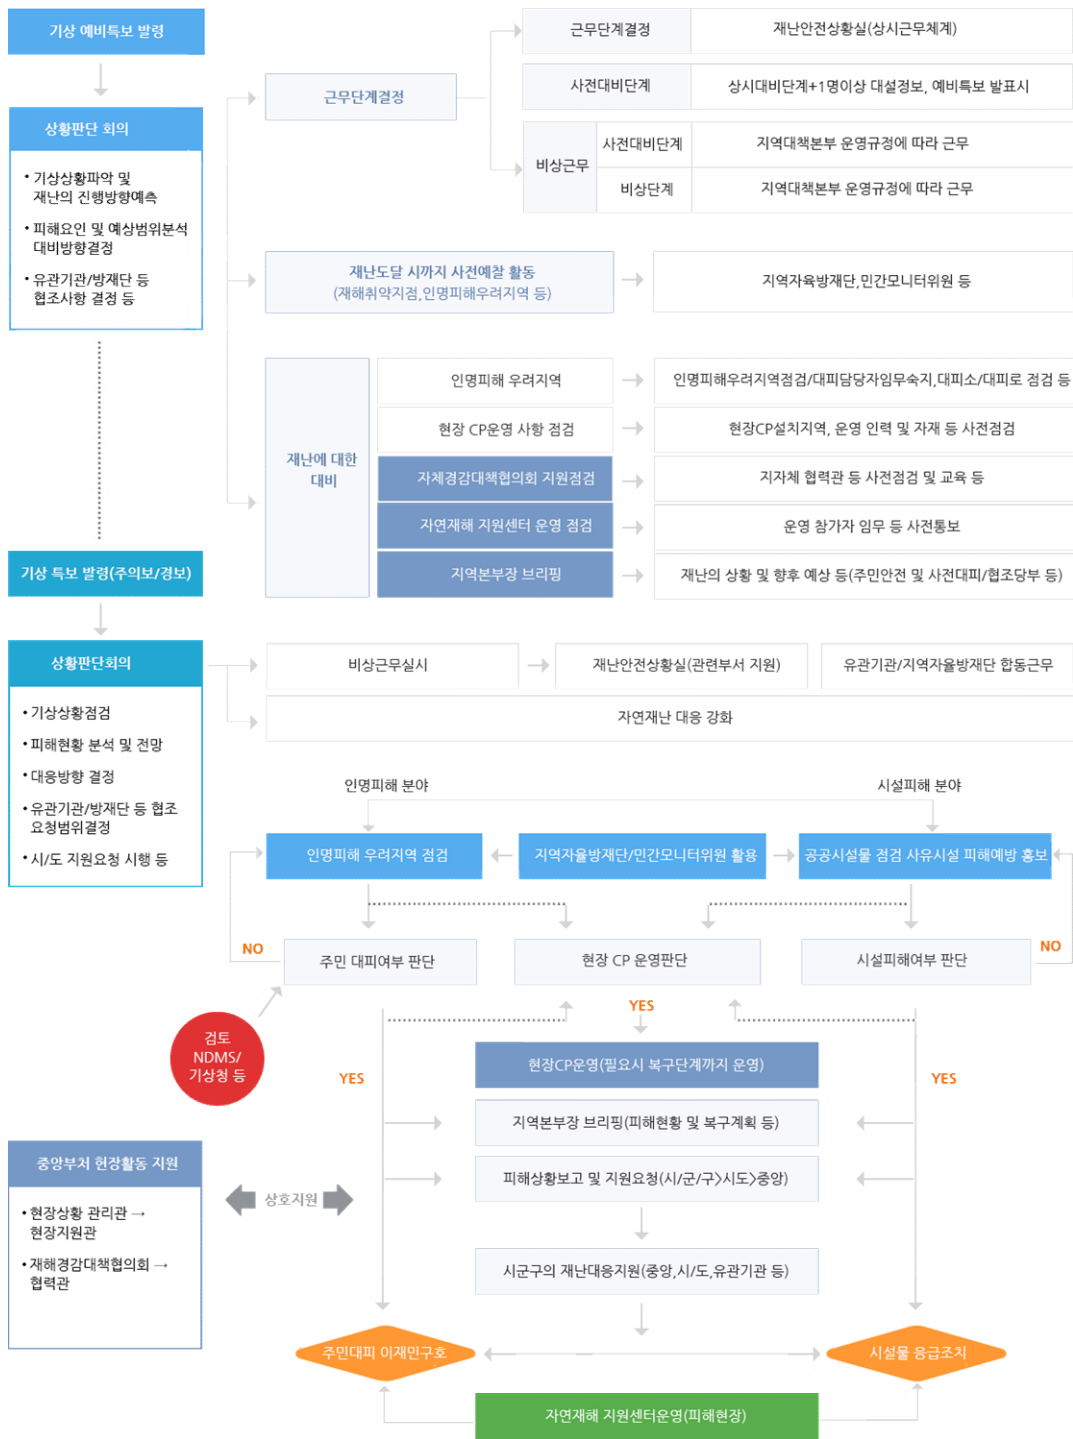 기상 예비특보 발령
상황판단 회의
• 기상상황파악 및
재난의 진행방향예측
• 피해요인 및 예상범위분석
대비방향결정
• 유관기관/방재단 등
협조사항 결정 등
근무단계결정
근무단계결정
재난안전상황실(상시근무체계)
사전대비단계
상시대비단계+1명이상 대설정보, 예비특보 발표시
비상근무
사전대비단계
지역대책본부 운영규정에 따라 근무
비상단계
지역대책본부 운영규정에 따라 근무
재난도달 시까지 사전예찰 활동
(재해취약지점,인명피해우려지역 등)
지역자육방재단,민간모니터위원 등
재난에 대한
대비
인명피해 우려지역
인명피해우려지역점검/대피담당자임무숙지,대피소/대피로 점검 등
현장 CP운영 사항 점검
현장CP설치지역, 운영 인력 및 자재 등 사전점검
자체경감대책협의회 지원점검
지자체 협력관 등 사전점검 및 교육 등
자연재해 지원센터 운영 점검
운영 참가자 임무 등 사전통보
지역본부장 브리핑
재난의 상황 및 향후 예상 등(주민안전 및 사전대피/협조당부 등)
기상 특보 발령(주의보/경보)
상황판단회의
• 기상상황점검
• 피해현황 분석 및 전망
• 대응방향 결정
• 유관기관/방재단 등 협조
요청범위결정
• 시/도 지원요청 시행 등
비상근무실시
재난안전상황실(관련부서 지원)
유관기관/지역자율방재단 합동근무
자연재난 대응 강화
인명피해 분야
시설피해 분야
인명피해 우려지역 점검
지역자율방재단/민간모니터위원 활용
공공시설물 점검 사유시설 피해예방 홍보
NO
주민 대피여부 판단
현장 CP 운영판단
시설피해여부 판단
NO
검토
NDMS/
기상청 등
YES
YES
YES
현장CP운영(필요시 복구단계까지 운영)
지역본부장 브리핑(피해현황 및 복구계획 등)
피해상황보고 및 지원요청(시/군/구>시도>중앙)
시군구의 재난대응지원(중앙,시/도,유관기관 등)
중앙부처 현장활동 지원
• 현장상황 관리관 →
현장지원관
• 재해경감대책협의회 →
협력관
상호지원
주민대피 이재민구호
시설물 응급조치
자연재해 지원센터운영(피해현장)